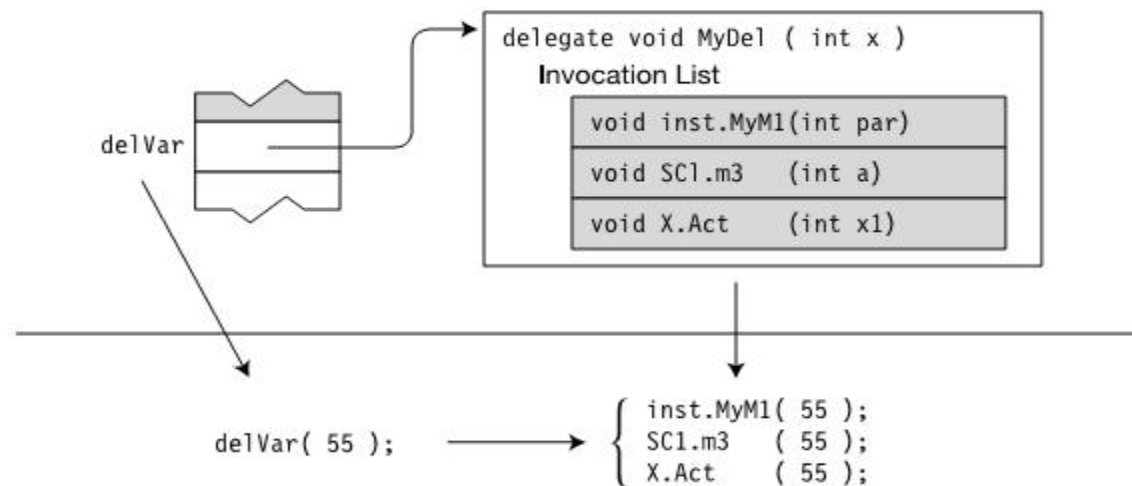 delegate void MyDel ( int x )
Invocation List
void inst.MyM1(int par)
delVar
void SCl.m3 (int a)
void X.Act (int x1)
inst.MyM1( 55 );
delVar( 55 );
SCl.m3 ( 55 );
X.Act ( 55 );